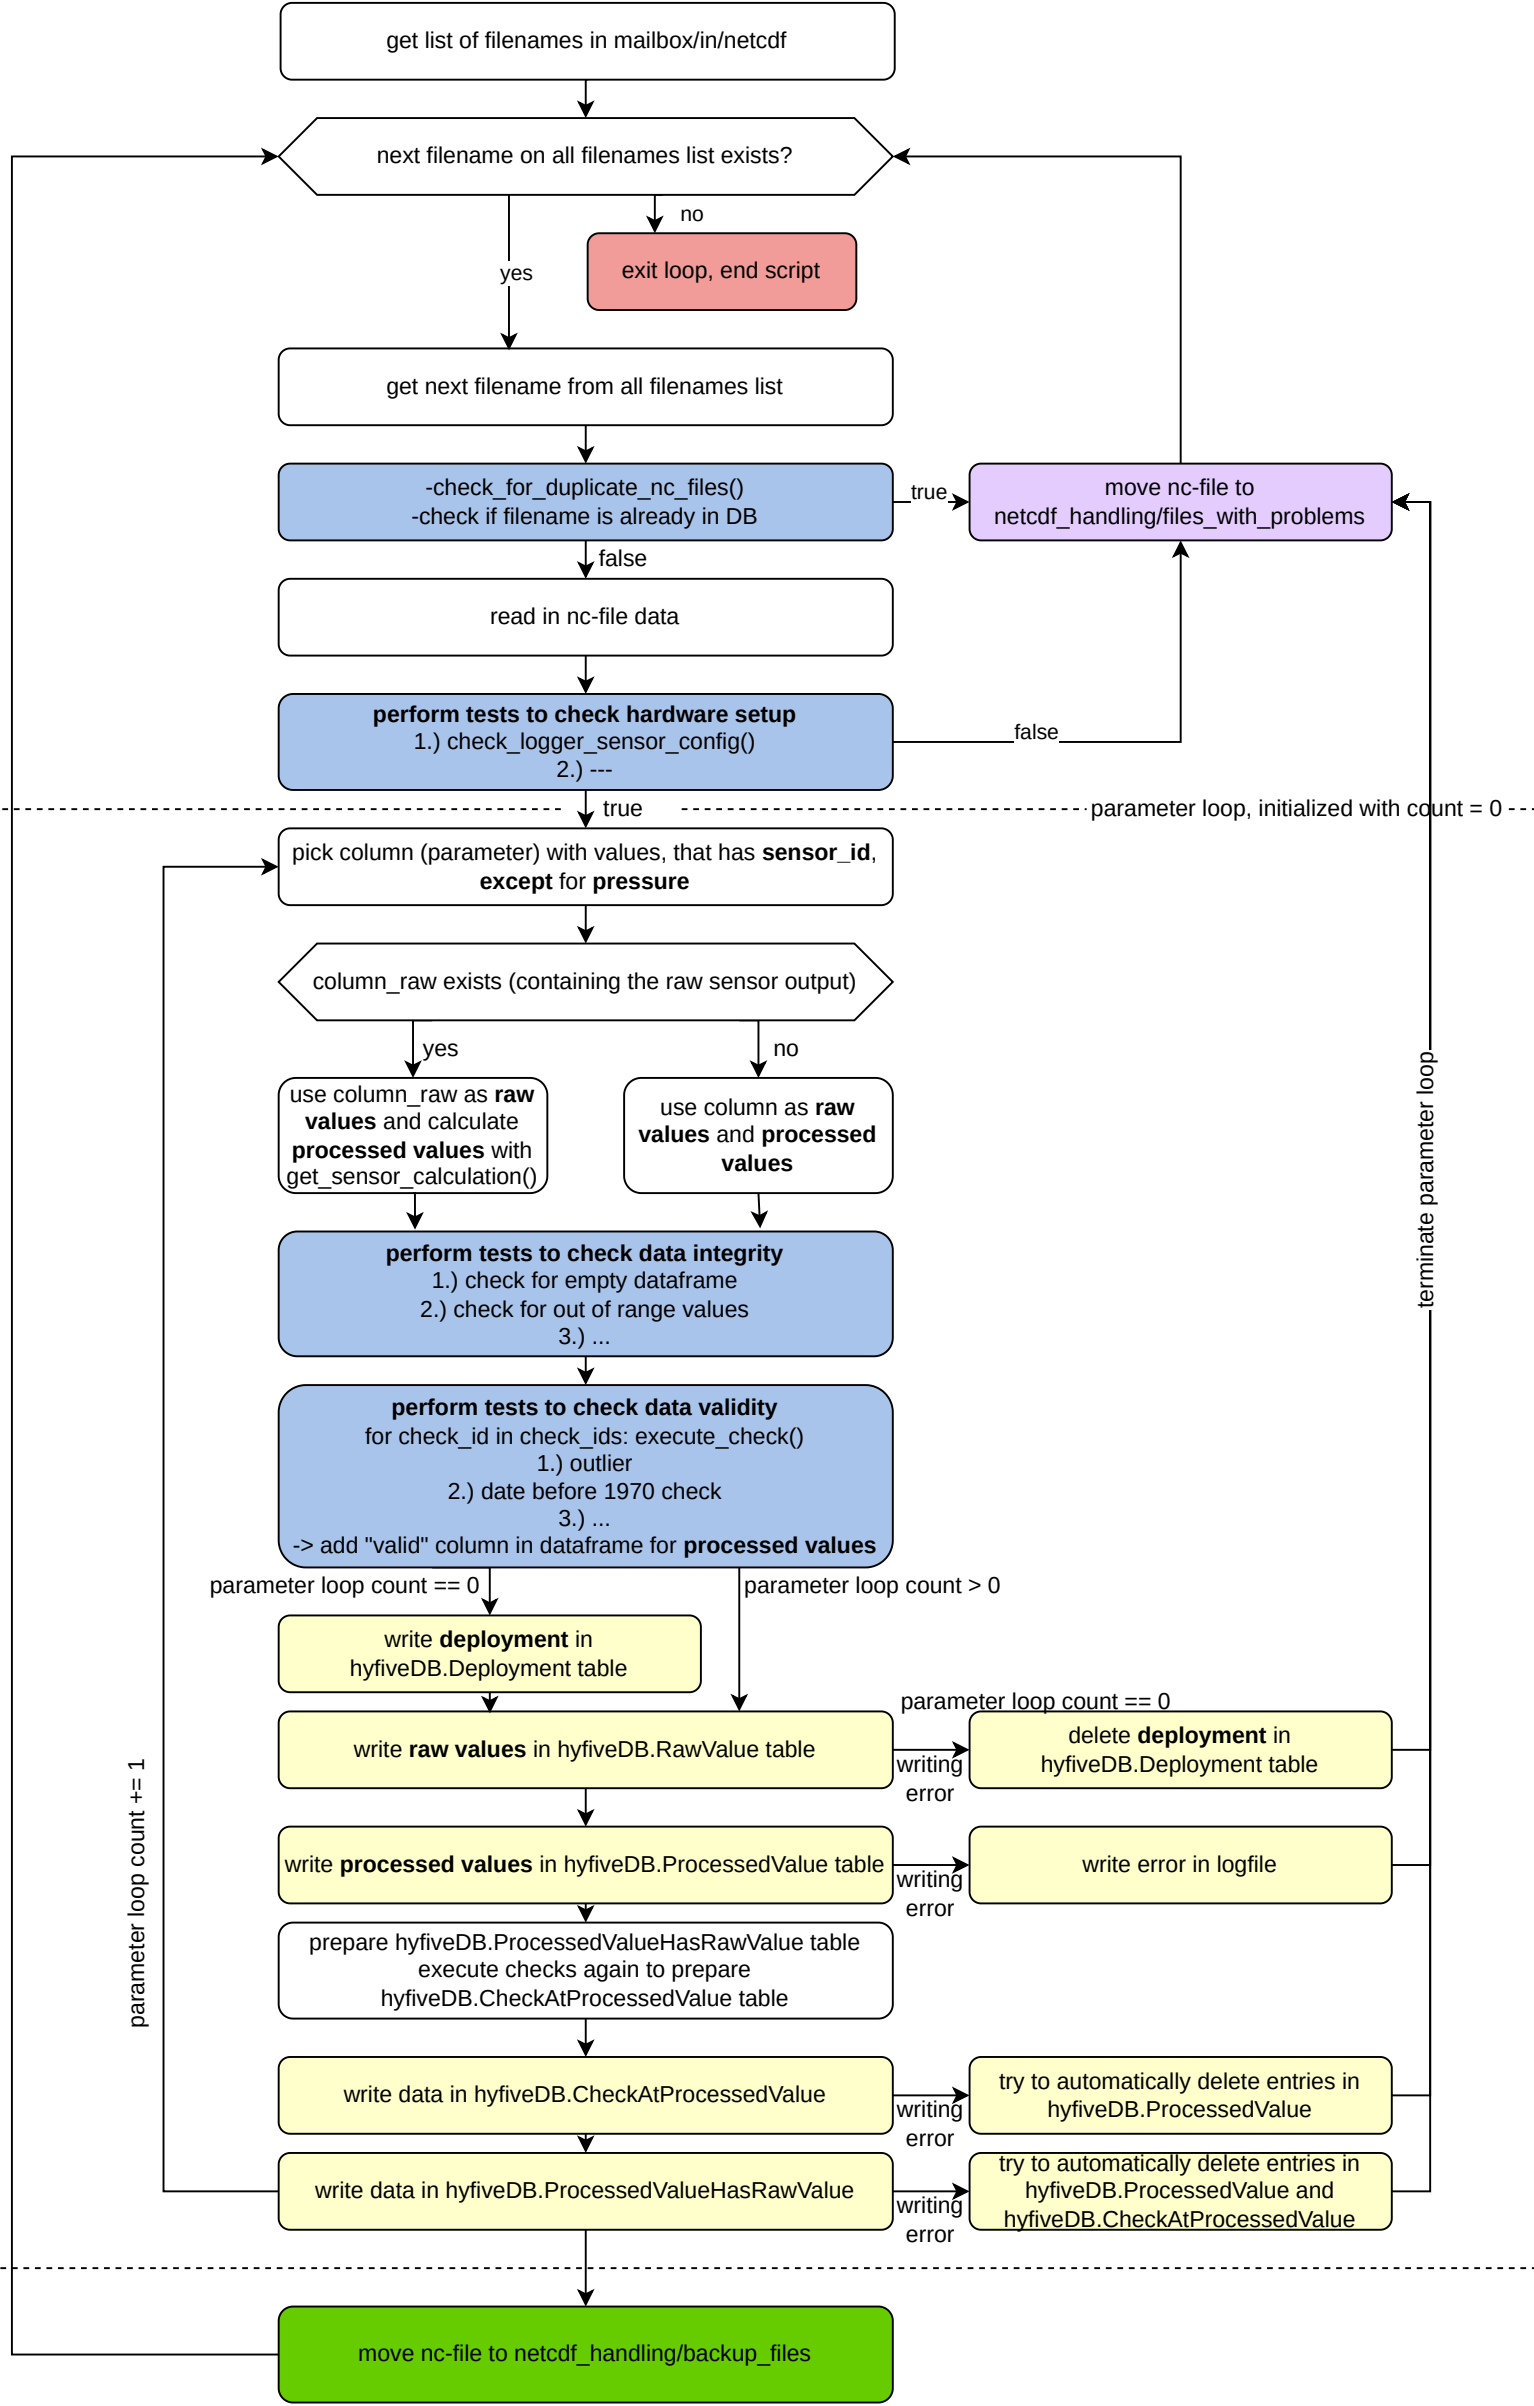 get list of filenames in mailbox/in/netcdf
next filename on all filenames list exists?
no
exit loop, end script
yes
get next filename from all filenames list
-check_for_duplicate_nc_files()
-check if filename is already in DB
true
move nc-file to
netcdf_handling/files_with_problems
false
read in nc-file data
perform tests to check hardware setup
1.) check_logger_sensor_config()
2.) ---
false
true
parameter loop, initialized with count = 0
pick column (parameter) with values, that has sensor_id,
except for pressure
column_raw exists (containing the raw sensor output)
yes
no
use column_raw as raw
values and calculate
processed values with
get_sensor_calculation()
use column as raw
values and processed
values
terminate parameter loop
perform tests to check data integrity
1.) check for empty dataframe
2.) check for out of range values
3.) ...
perform tests to check data validity
for check_id in check_ids: execute_check()
1.) outlier
2.) date before 1970 check
3.) ...
-> add "valid" column in dataframe for processed values
parameter loop count == 0
parameter loop count > 0
write deployment in
hyfiveDB.Deployment table
parameter loop count == 0
write raw values in hyfiveDB.RawValue table
writing
error
delete deployment in
hyfiveDB.Deployment table
parameter loop count += 1
write processed values in hyfiveDB.ProcessedValue table
writing
error
write error in logfile
prepare hyfiveDB.ProcessedValueHasRawValue table
execute checks again to prepare
hyfiveDB.CheckAtProcessedValue table
write data in hyfiveDB.CheckAtProcessedValue
writing
error
try to automatically delete entries in
hyfiveDB.ProcessedValue
write data in hyfiveDB.ProcessedValueHasRawValue
writing
error
try to automatically delete entries in
hyfiveDB.ProcessedValue and
hyfiveDB.CheckAtProcessedValue
move nc-file to netcdf_handling/backup_files